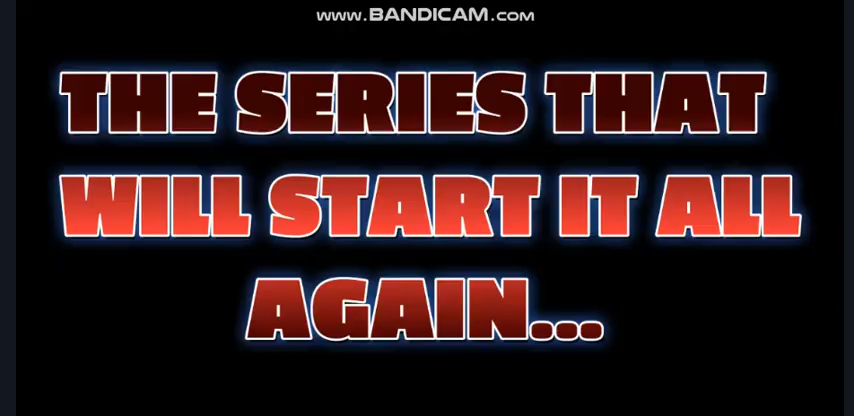 www.BANDICAM.com
THE SERIES THAT
WILL START IT ALL
AGAIN...